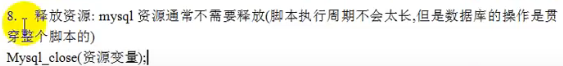 8. 释放资源: mysql 资源通常不需要释放(脚本执行周期不会太长,但是数据库的操作是贯
穿整个脚本的)
Mysql_close(资源变量);